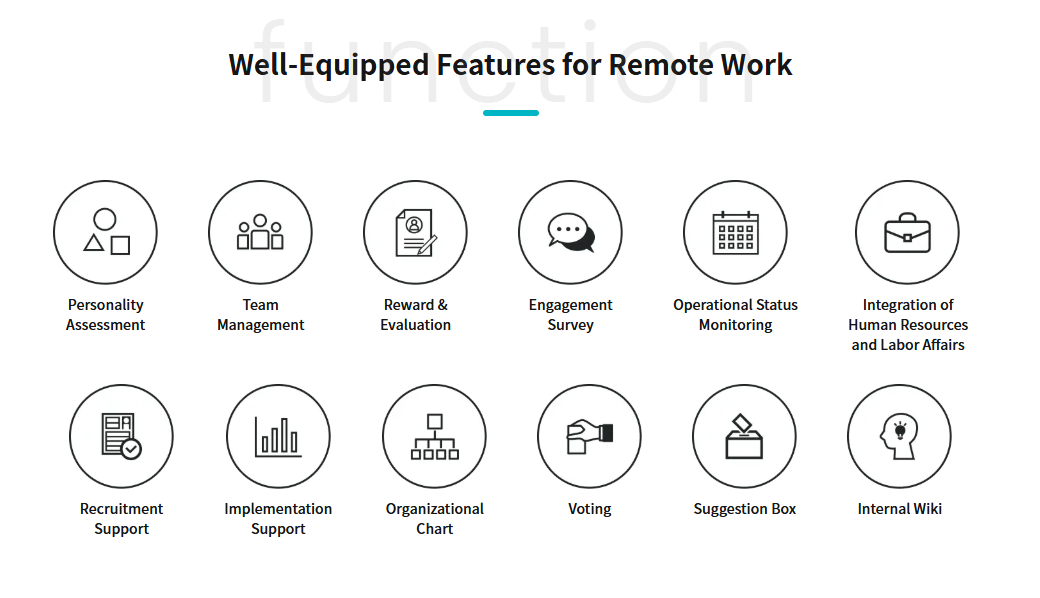 function
Well-Equipped Features for Remote Work
Personality
Assessment
Team
Management
Reward &
Evaluation
Engagement
Survey
Operational Status
Monitoring
Integration of
Human Resources
and Labor Affairs
Recruitment
Support
Implementation
Support
Organizational
Chart
Voting
Suggestion Box
Internal Wiki